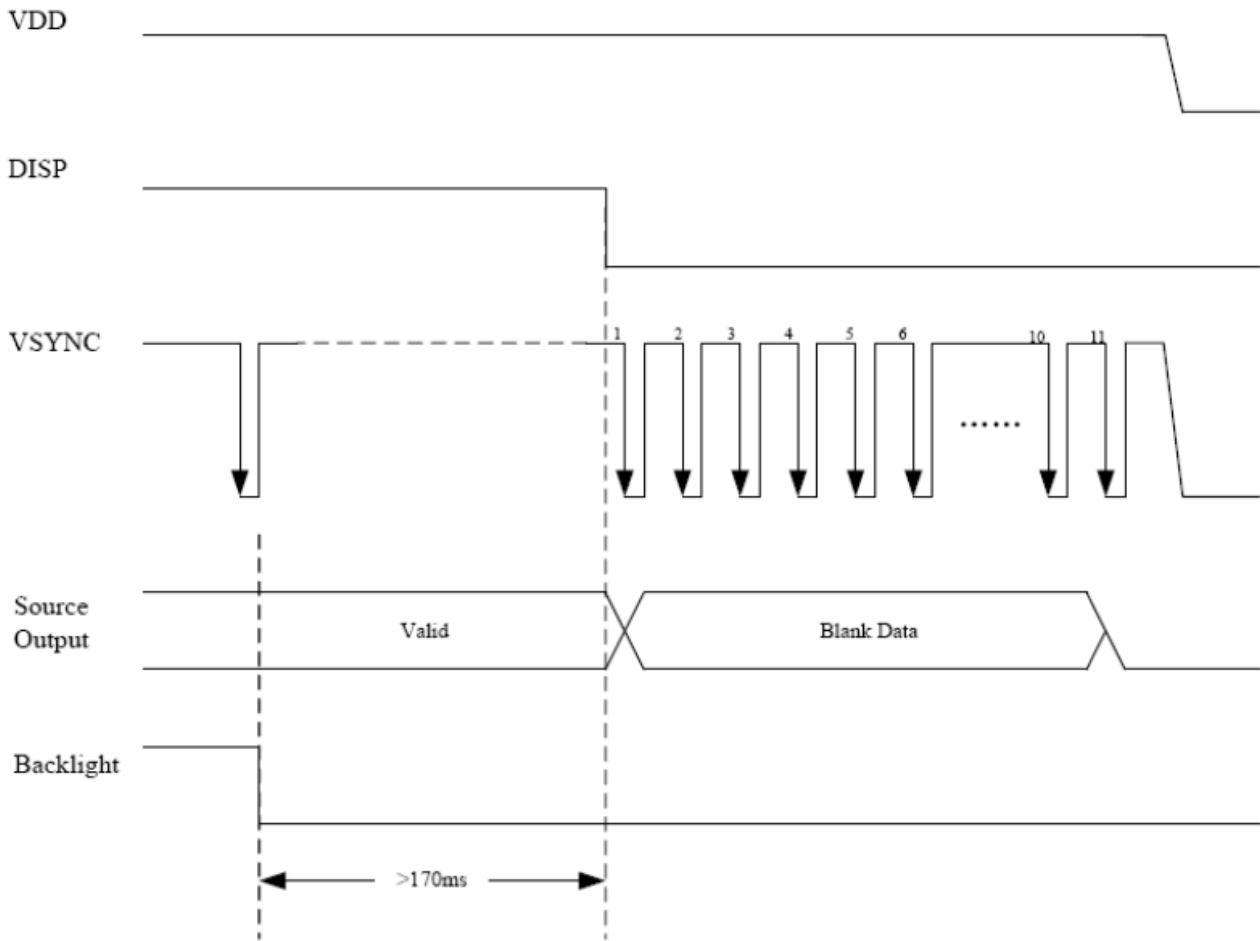 VDD
DISP
VSYNC
1 2 3 4 5 6 10 11
......
Source
Output
Valid
Blank Data
Backlight
>170ms